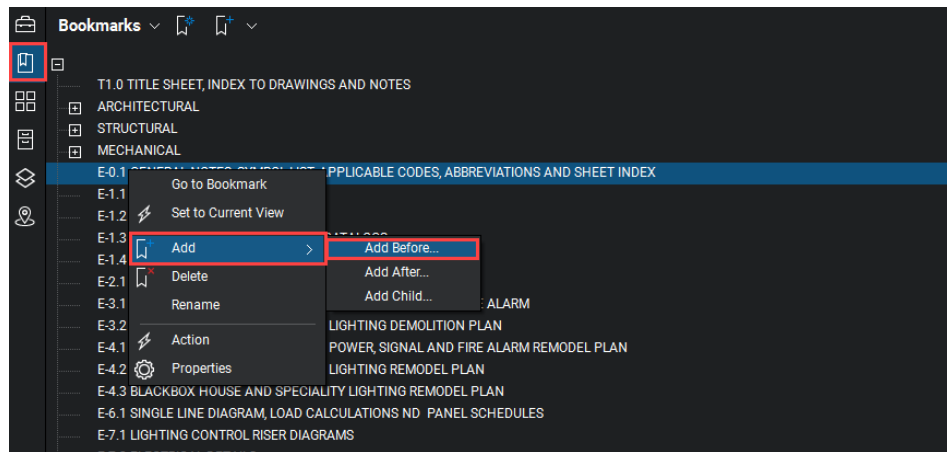 Bookmarks
T1.0 TITLE SHEET, INDEX TO DRAWINGS AND NOTES
ARCHITECTURAL
STRUCTURAL
MECHANICAL
E-0.1 APPLICABLE CODES, ABBREVIATIONS AND SHEET INDEX
Go to Bookmark
E-1.1
E-1.2 Set to Current View
E-1.3
Add > Add Before...
E-1.4
Add After...
E-2.1 Delete
Add Child...
E-3.1 Rename E ALARM
E-3.2 LIGHTING DEMOLITION PLAN
E-4.1 Action POWER, SIGNAL AND FIRE ALARM REMODEL PLAN
E-4.2 Properties LIGHTING REMODEL PLAN
E-4.3 BLACKBOX HOUSE AND SPECIALITY LIGHTING REMODEL PLAN
E-6.1 SINGLE LINE DIAGRAM, LOAD CALCULATIONS ND PANEL SCHEDULES
E-7.1 LIGHTING CONTROL RISER DIAGRAMS